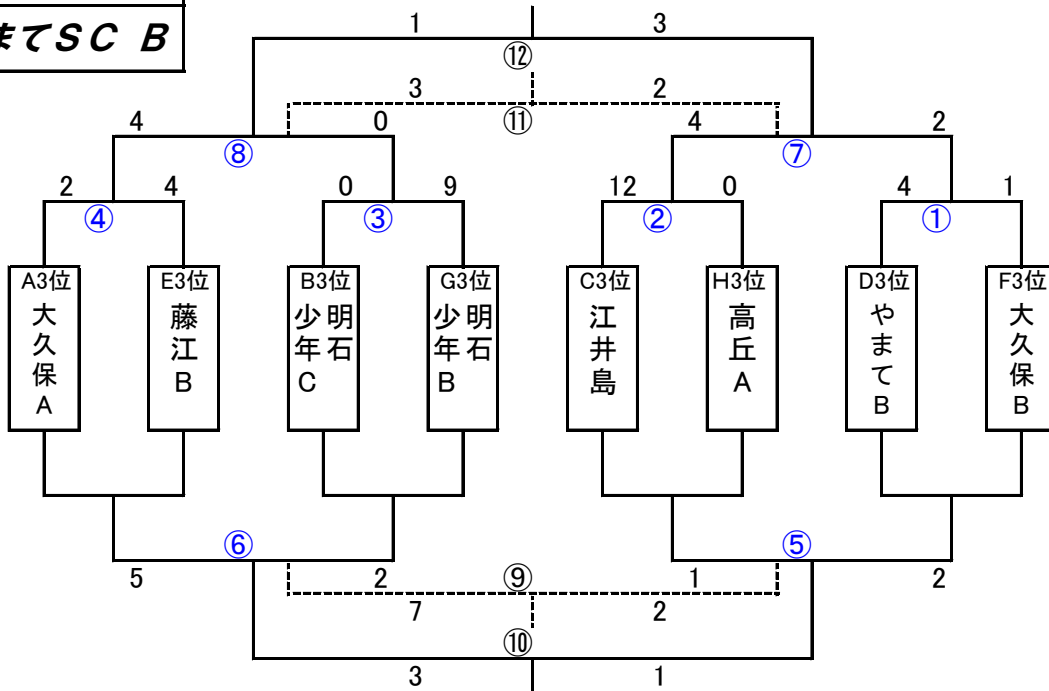 まてSC B
1 3
⑫
3 2
⑪
4 0 4 2
⑧ ⑦
2 4 0 9 12 0 4 1
④ ③ ② ①
A3位 E3位 B3位 G3位 C3位 H3位 D3位 F3位
大久保A
藤江B
明石少年C
明石少年B
江井島
高丘A
やまてB
大久保B
⑥ ⑤
5 2 ⑨ 1 2
7 2
⑩
3 1